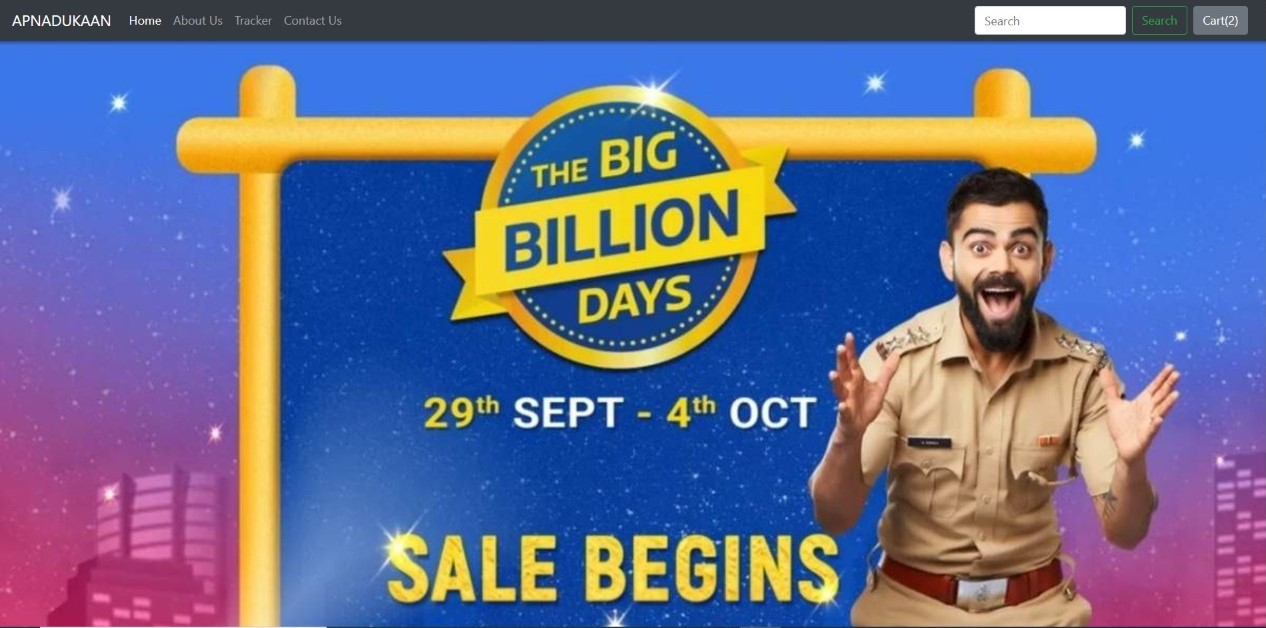 APNADUKAAN Home About Us Tracker Contact Us Search Search Cart(2)
THE BIG
BILLION
DAYS
29th SEPT - 4th OCT
SALE BEGINS